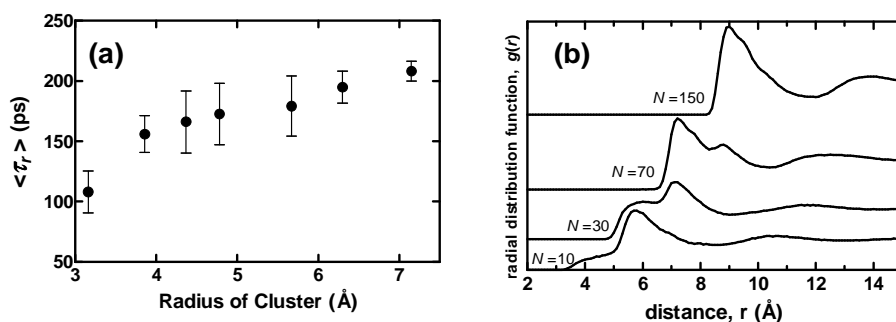 (a)
250
200
150
100
50
<τr> (ps)
3 4 5 6 7
Radius of Cluster (Å)
(b)
radial distribution function, g(r)
N=150
N=70
N=30
N=10
2 4 6 8 10 12 14
distance, r (Å)